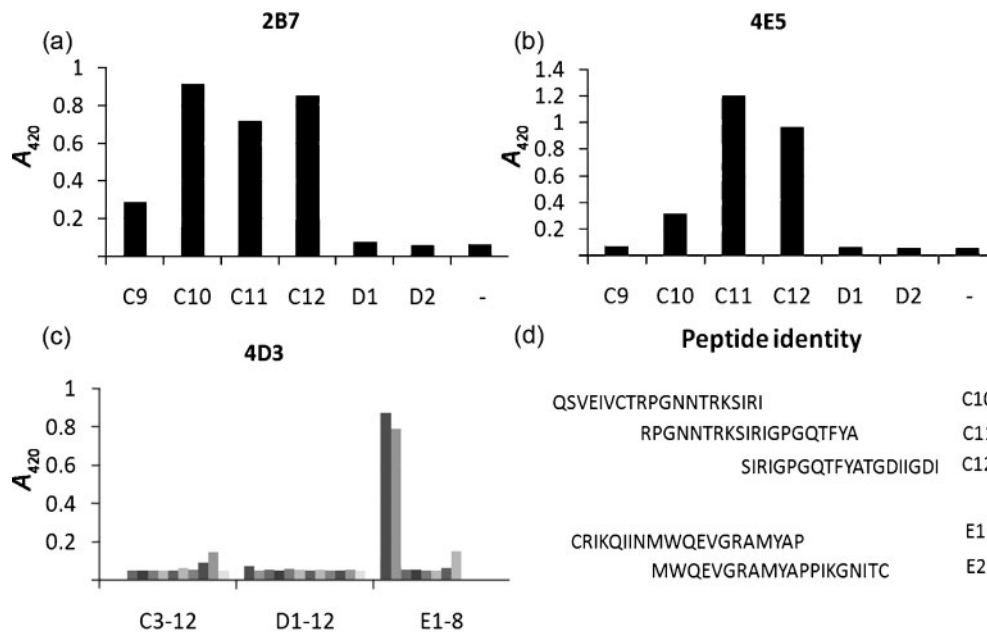 (a)
2B7
A420
1
0.8
0.6
0.4
0.2
C9 C10 C11 C12 D1 D2 -
(b)
4E5
A420
1.4
1.2
1
0.8
0.6
0.4
0.2
C9 C10 C11 C12 D1 D2 -
(c)
4D3
A420
1
0.8
0.6
0.4
0.2
C3-12 D1-12 E1-8
(d)
Peptide identity
QSVEIVCTRPGNNTRKSIRI C10
RPGNNTRKSIRIGPGQTFYA C11
SIRIGPGQTFYATGDIIGDI C12
CRIKQIINMWQEVGRAMYAP E1
MWQEVGRAMYAPPIKGNITC E2